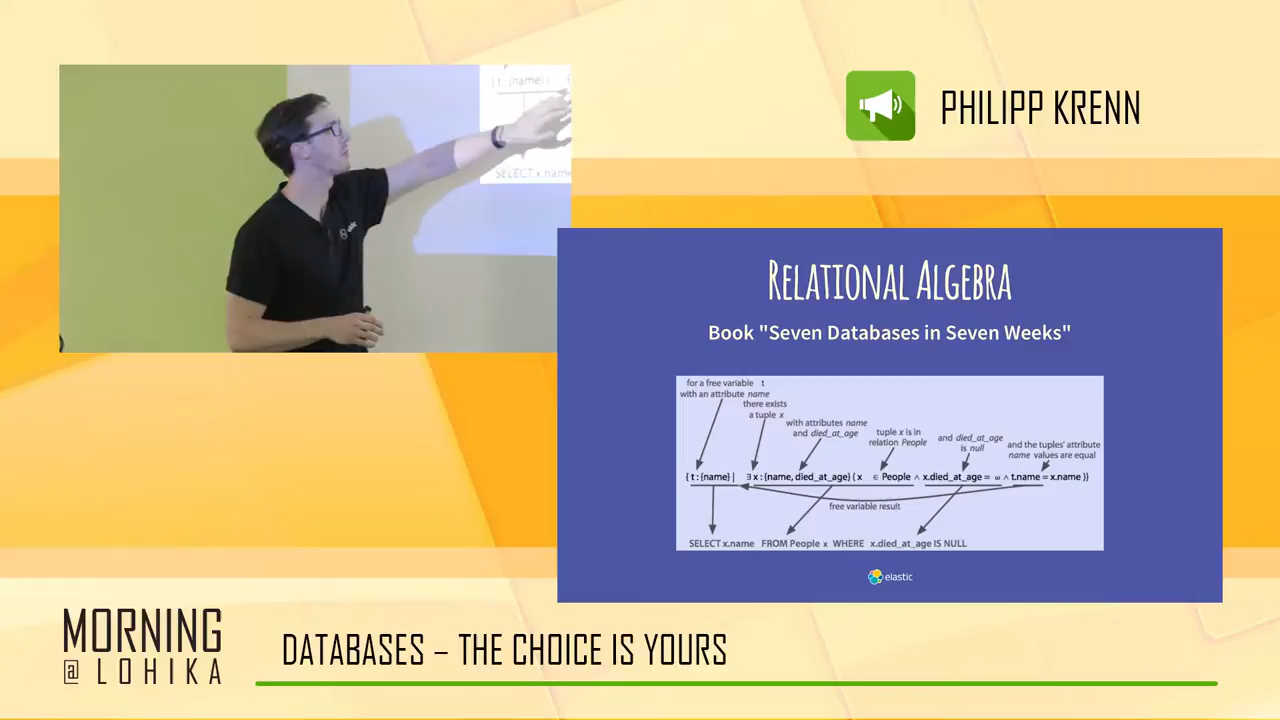 { t : {name} |
SELECT x.name
PHILIPP KRENN
RELATIONAL ALGEBRA
Book "Seven Databases in Seven Weeks"
for a free variable t
with an attribute name
there exists
a tuple x
with attributes name
and died_at_age
tuple x is in
relation People
and died_at_age
is null
and the tuples' attribute
name values are equal
{ t : {name} | ∃ x : {name, died_at_age} ( x ∈ People ∧ x.died_at_age = ω ∧ t.name = x.name )}
free variable result
SELECT x.name FROM People x WHERE x.died_at_age IS NULL
elastic
MORNING
@ LOHIKA
DATABASES – THE CHOICE IS YOURS